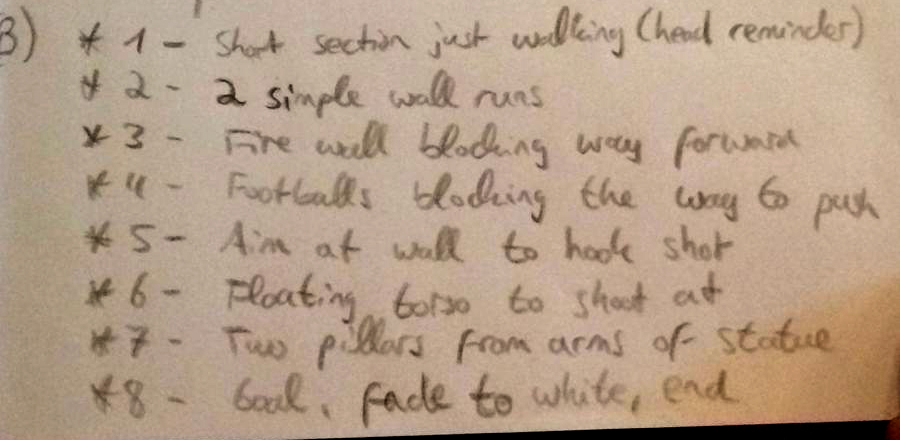 B) * 1 - Short section just walking (head reminder)
* 2 - 2 simple wall runs
* 3 - Fire wall blocking way forward
* 4 - Footballs blocking the way to push
* 5 - Aim at wall to hook shot
* 6 - Floating torso to shoot at
* 7 - Two pillars from arms of statue
* 8 - Goal, fade to white, end